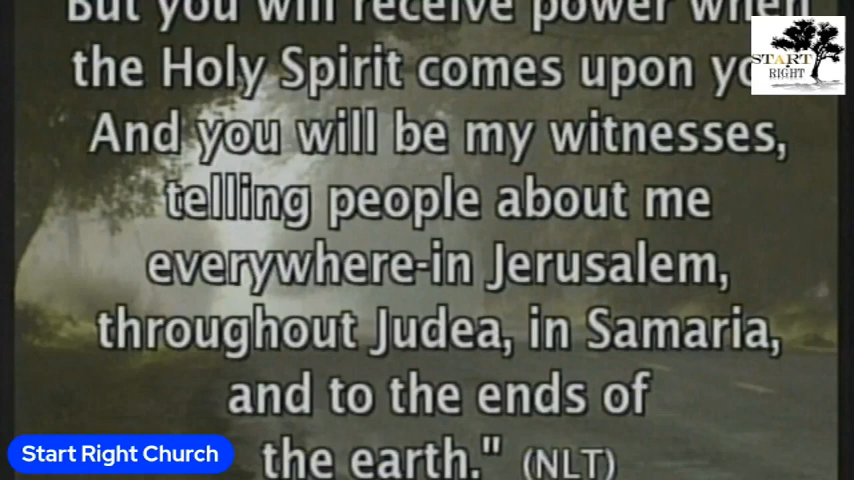 But you will receive power when
the Holy Spirit comes upon
And you will be my witnesses,
telling people about me
everywhere-in Jerusalem,
throughout Judea, in Samaria,
and to the ends of
the earth." (NLT)
START
RIGHT
Start Right Church